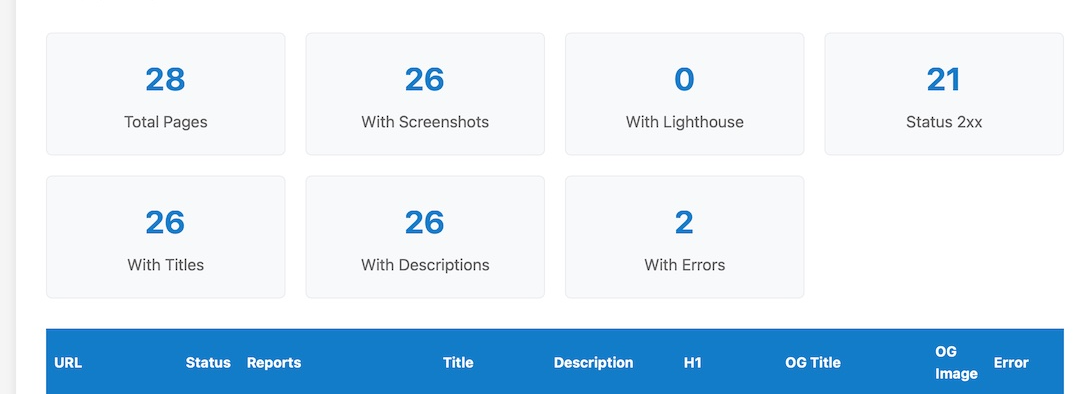 28
Total Pages
26
With Screenshots
0
With Lighthouse
21
Status 2xx
26
With Titles
26
With Descriptions
2
With Errors
URL Status Reports Title Description H1 OG Title OG Image Error